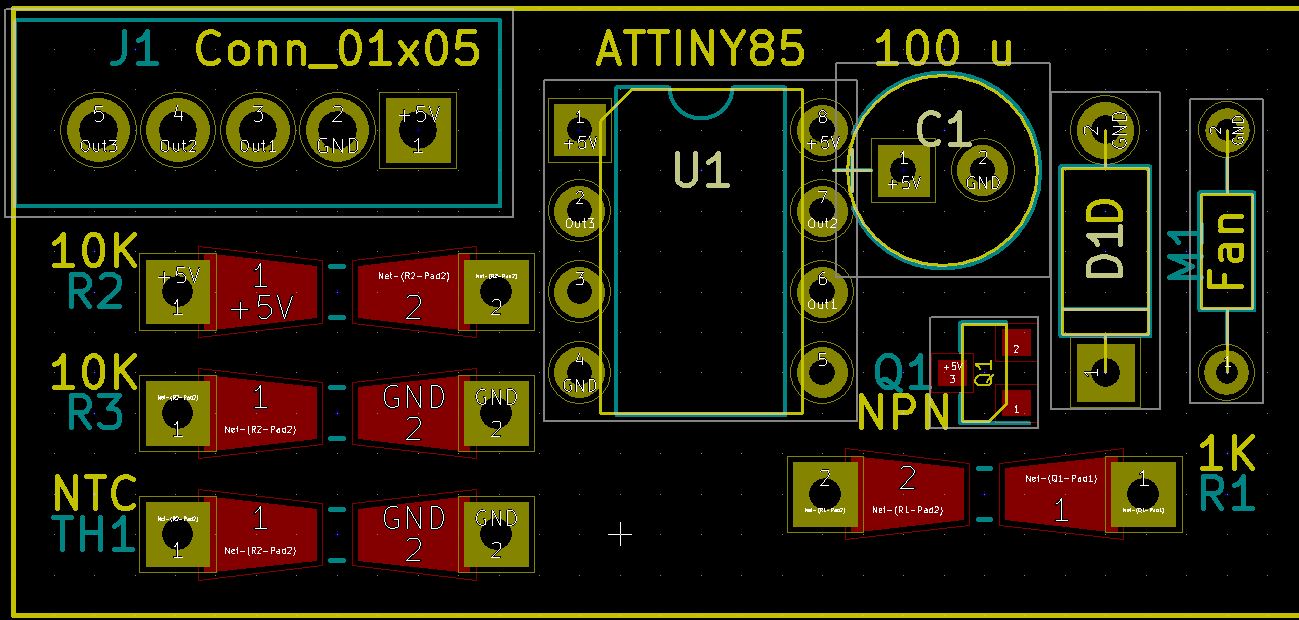 J1 Conn_01x05
ATTINY85
100 u
5
Out3
4
Out2
3
Out1
2
GND
+5V
1
1
2
Out3
3
4
GND
U1
8
+5V
7
Out2
6
Out1
5
C1
1
+5V
2
GND
2
GND
D1D
1
2
GND
M1
Fan
1
10K
R2
+5V
1
1
+5V
Net-(R2-Pad2)
2
Net-(R2-Pad2)
2
10K
R3
Net-(R2-Pad2)
1
1
Net-(R2-Pad2)
GND
2
GND
2
NTC
TH1
Net-(R2-Pad2)
1
1
Net-(R2-Pad2)
GND
2
GND
2
Q1
NPN
+5V
3
Q1
2
1
2
Net-(R1-Pad2)
2
Net-(R1-Pad2)
Net-(Q1-Pad1)
1
1
1K
R1